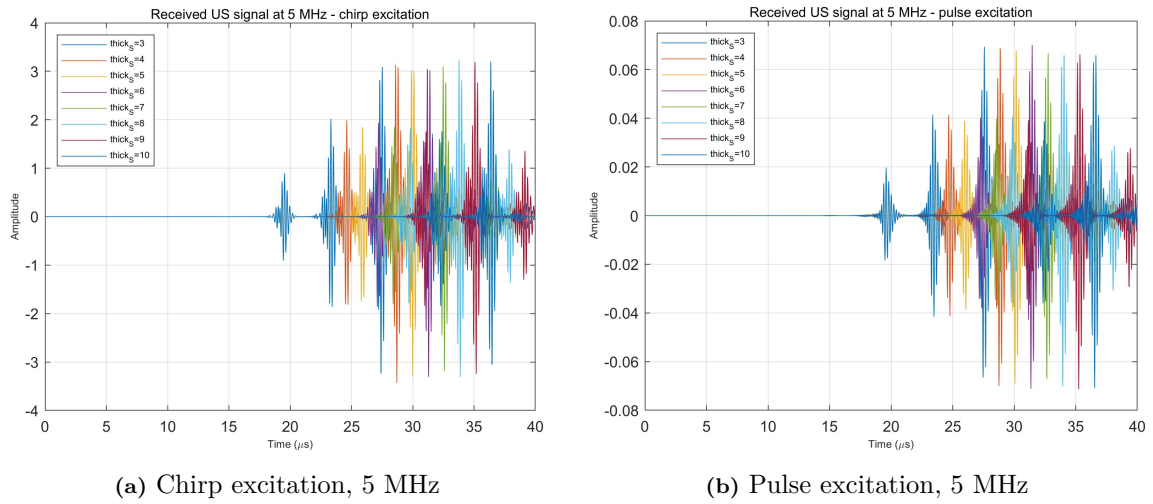 Received US signal at 5 MHz - chirp excitation
4
3
2
1
0
-1
-2
-3
-4
Amplitude
thick_S=3
thick_S=4
thick_S=5
thick_S=6
thick_S=7
thick_S=8
thick_S=9
thick_S=10
0 5 10 15 20 25 30 35 40
Time (μs)
(a) Chirp excitation, 5 MHz
Received US signal at 5 MHz - pulse excitation
0.08
0.06
0.04
0.02
0
-0.02
-0.04
-0.06
-0.08
Amplitude
thick_S=3
thick_S=4
thick_S=5
thick_S=6
thick_S=7
thick_S=8
thick_S=9
thick_S=10
0 5 10 15 20 25 30 35 40
Time (μs)
(b) Pulse excitation, 5 MHz